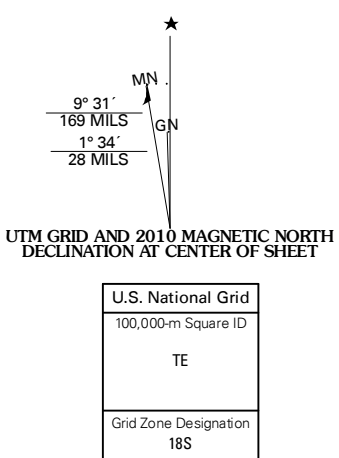 MN
9° 31´
169 MILS
GN
1° 34´
28 MILS
UTM GRID AND 2010 MAGNETIC NORTH
DECLINATION AT CENTER OF SHEET
U.S. National Grid
100,000-m Square ID
TE
Grid Zone Designation
18S